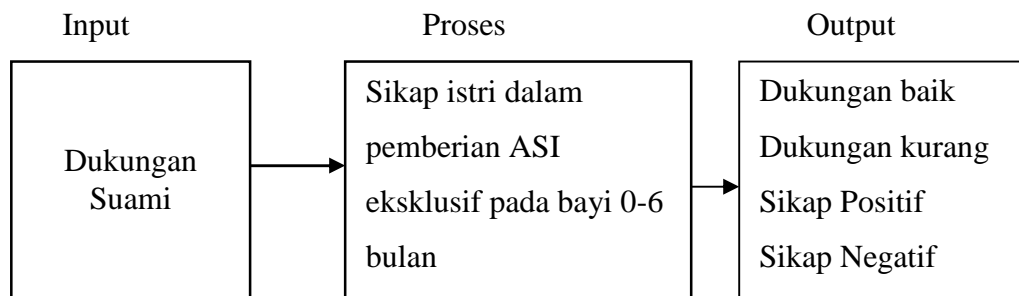 Input
Proses
Output
Dukungan
Suami
Sikap istri dalam
pemberian ASI
eksklusif pada bayi 0-6
bulan
Dukungan baik
Dukungan kurang
Sikap Positif
Sikap Negatif